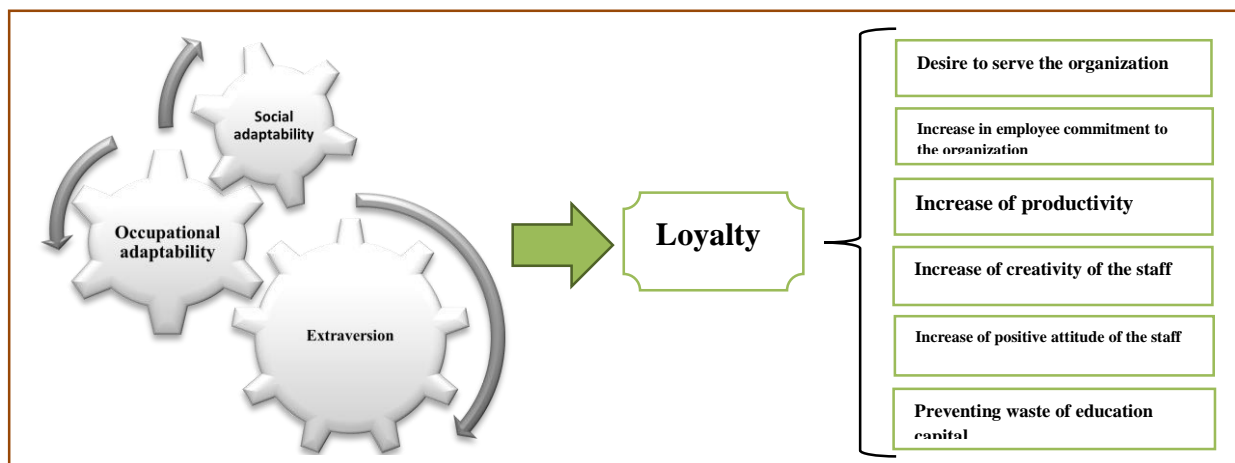 Social
adaptability
Occupational
adaptability
Extraversion
Loyalty
Desire to serve the organization
Increase in employee commitment to
the organization
Increase of productivity
Increase of creativity of the staff
Increase of positive attitude of the staff
Preventing waste of education
capital